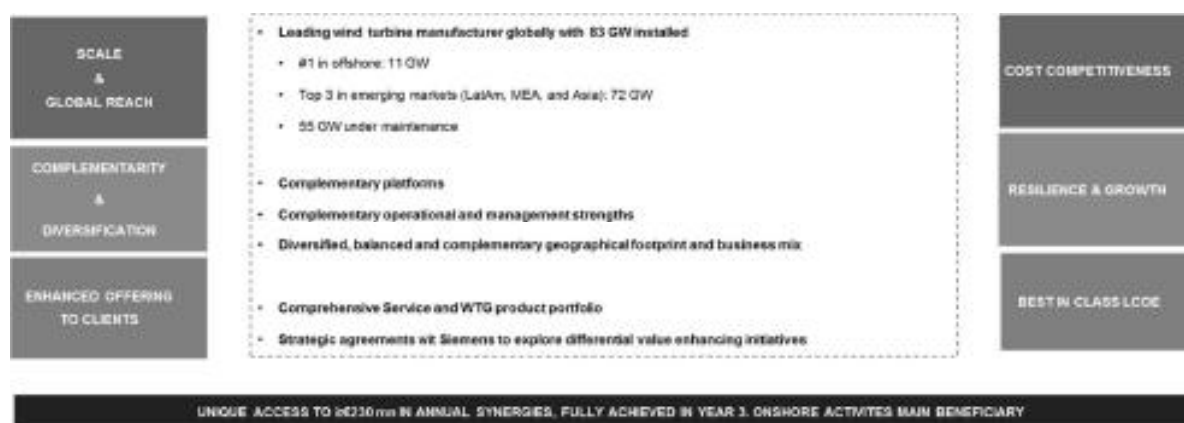 SCALE
&
GLOBAL REACH
COMPLEMENTARITY
&
DIVERSIFICATION
ENHANCED OFFERING
TO CLIENTS
• Leading wind turbine manufacturer globally with 83 GW installed
• #1 in offshore: 11 GW
• Top 3 in emerging markets (LatAm, MEA, and Asia): 72 GW
• 55 GW under maintenance
• Complementary platforms
• Complementary operational and management strengths
• Diversified, balanced and complementary geographical footprint and business mix
• Comprehensive Service and WTG product portfolio
• Strategic agreements wit Siemens to explore differential value enhancing initiatives
COST COMPETITIVENESS
RESILIENCE & GROWTH
BEST IN CLASS LCOE
UNIQUE ACCESS TO ≥€230 mn IN ANNUAL SYNERGIES, FULLY ACHIEVED IN YEAR 3. ONSHORE ACTIVITES MAIN BENEFICIARY